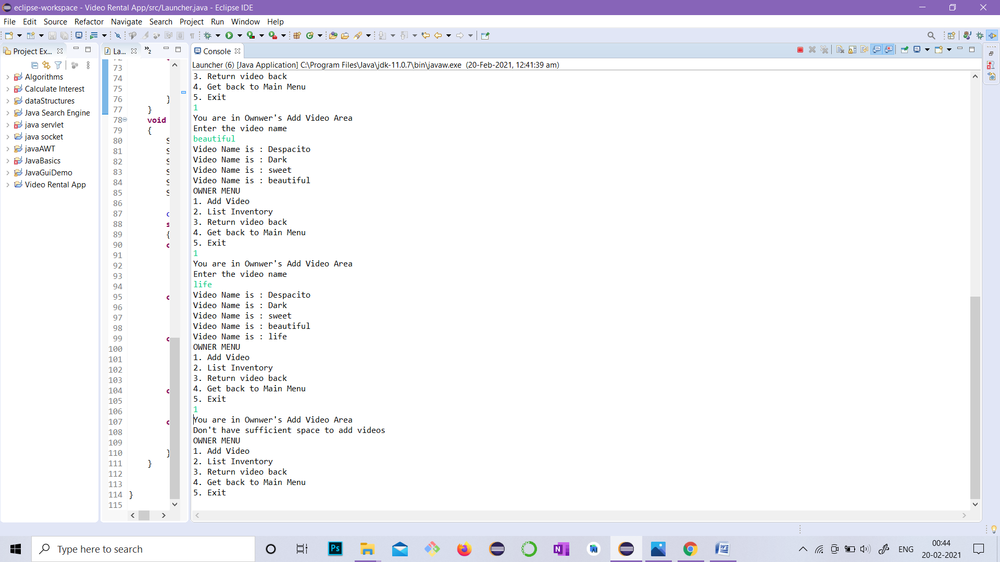 eclipse-workspace - Video Rental App/src/Launcher.java - Eclipse IDE
File Edit Source Refactor Navigate Search Project Run Window Help
Project Ex...
La...
»2
Console
Launcher (6) [Java Application] C:\Program Files\Java\jdk-11.0.7\bin\javaw.exe (20-Feb-2021, 12:41:39 am)
Algorithms
Calculate Interest
dataStructures
Java Search Engine
java servlet
java socket
javaAWT
JavaBasics
JavaGuiDemo
Video Rental App
73
74
75
76 }
77 }
78 void
79 {
80 S
81 S
82 S
83 S
84 S
85 S
86
87 c
88 s
89 {
90 c
91
92
93
94
95 c
96
97
98
99 c
100
101
102
103
104 c
105
106
107 c
108
109
110 }
111 }
112
113
114 }
115
3. Return video back
4. Get back to Main Menu
5. Exit
1
You are in Ownwer's Add Video Area
Enter the video name
beautiful
Video Name is : Despacito
Video Name is : Dark
Video Name is : sweet
Video Name is : beautiful
OWNER MENU
1. Add Video
2. List Inventory
3. Return video back
4. Get back to Main Menu
5. Exit
1
You are in Ownwer's Add Video Area
Enter the video name
life
Video Name is : Despacito
Video Name is : Dark
Video Name is : sweet
Video Name is : beautiful
Video Name is : life
OWNER MENU
1. Add Video
2. List Inventory
3. Return video back
4. Get back to Main Menu
5. Exit
1
You are in Ownwer's Add Video Area
Don't have sufficient space to add videos
OWNER MENU
1. Add Video
2. List Inventory
3. Return video back
4. Get back to Main Menu
5. Exit
Type here to search
Ps
N
W
ENG
00:44
20-02-2021